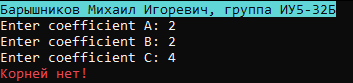 Барышников Михаил Игоревич, группа ИУ5-32Б
Enter coefficient A: 2
Enter coefficient B: 2
Enter coefficient C: 4
Корней нет!